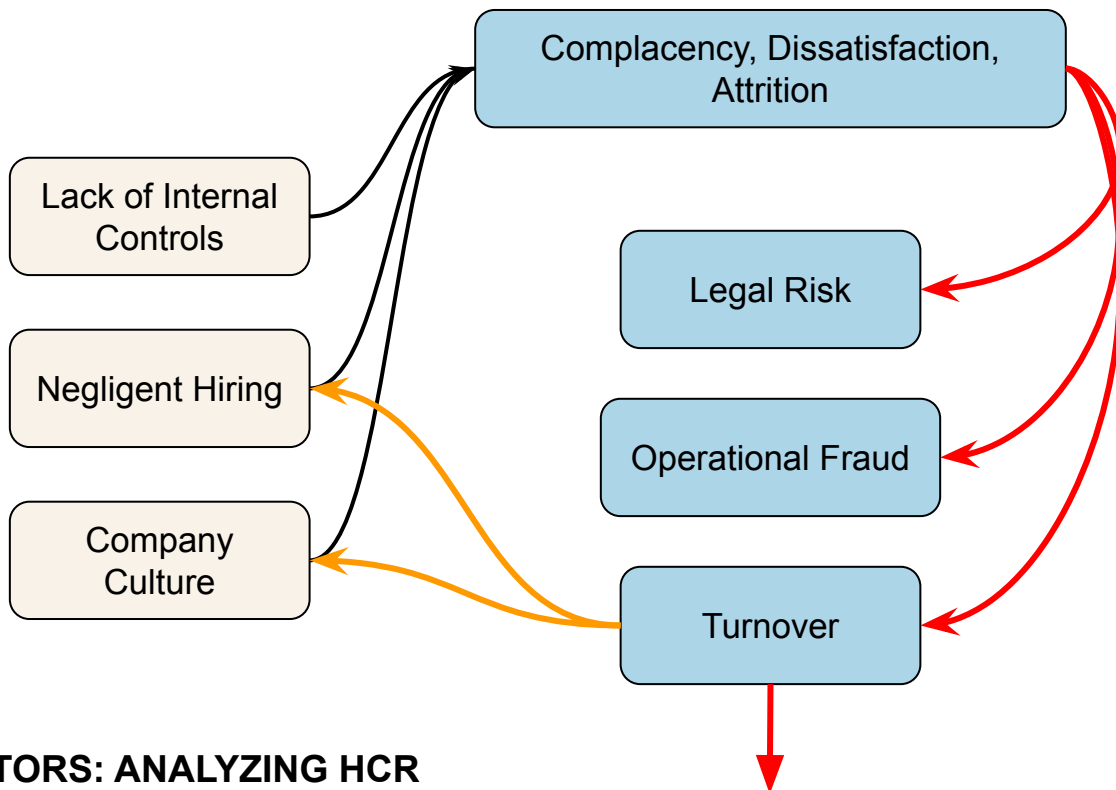 Complacency, Dissatisfaction,
Attrition
Lack of Internal
Controls
Legal Risk
Negligent Hiring
Operational Fraud
Company
Culture
Turnover
TORS: ANALYZING HCR